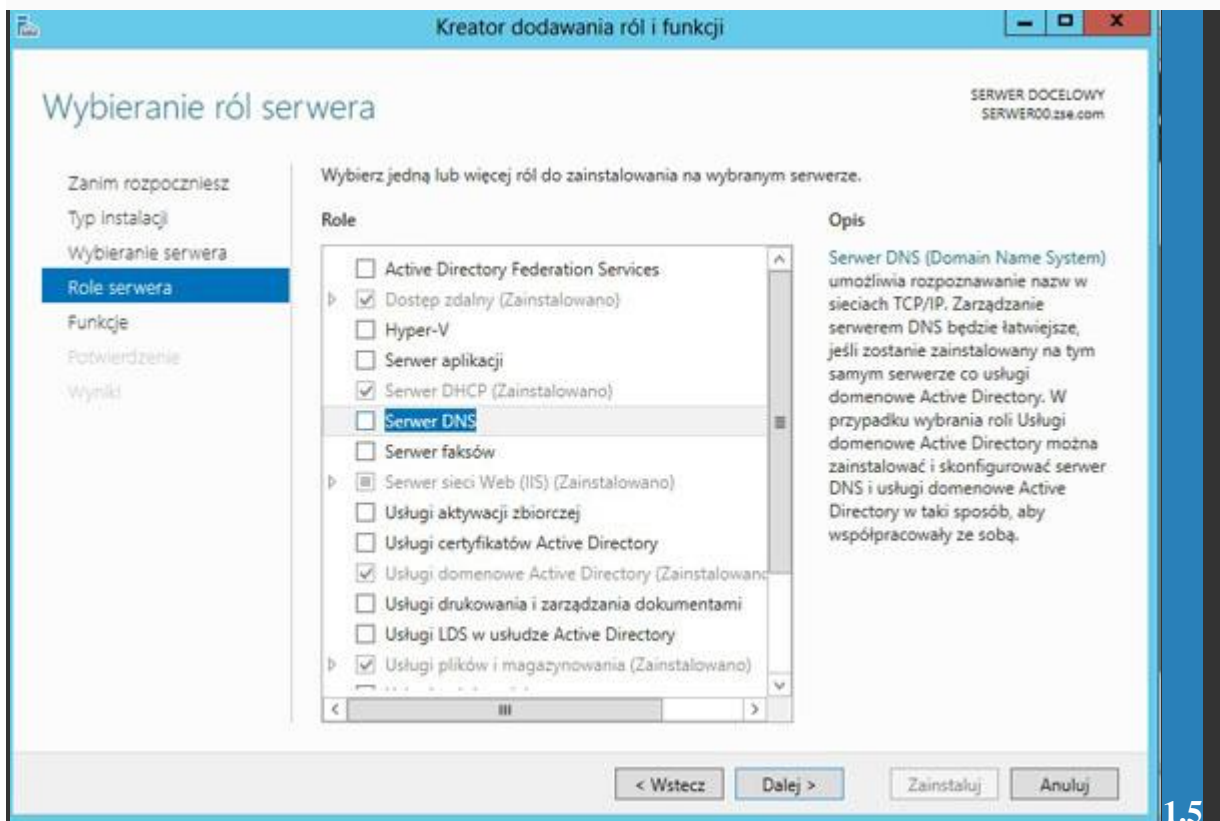 Kreator dodawania ról i funkcji
Wybieranie ról serwera
SERWER DOCELOWY
SERWER00.zse.com
Zanim rozpoczniesz
Typ instalacji
Wybieranie serwera
Role serwera
Funkcje
Potwierdzenie
Wyniki
Wybierz jedną lub więcej ról do zainstalowania na wybranym serwerze.
Role
Active Directory Federation Services
Dostęp zdalny (Zainstalowano)
Hyper-V
Serwer aplikacji
Serwer DHCP (Zainstalowano)
Serwer DNS
Serwer faksów
Serwer sieci Web (IIS) (Zainstalowano)
Usługi aktywacji zbiorczej
Usługi certyfikatów Active Directory
Usługi domenowe Active Directory (Zainstalowano
Usługi drukowania i zarządzania dokumentami
Usługi LDS w usłudze Active Directory
Usługi plików i magazynowania (Zainstalowano)
Opis
Serwer DNS (Domain Name System)
umożliwia rozpoznawanie nazw w
sieciach TCP/IP. Zarządzanie
serwerem DNS będzie łatwiejsze,
jeśli zostanie zainstalowany na tym
samym serwerze co usługi
domenowe Active Directory. W
przypadku wybrania roli Usługi
domenowe Active Directory można
zainstalować i skonfigurować serwer
DNS i usługi domenowe Active
Directory w taki sposób, aby
współpracowały ze sobą.
< Wstecz
Dalej >
Zainstaluj
Anuluj
1.5